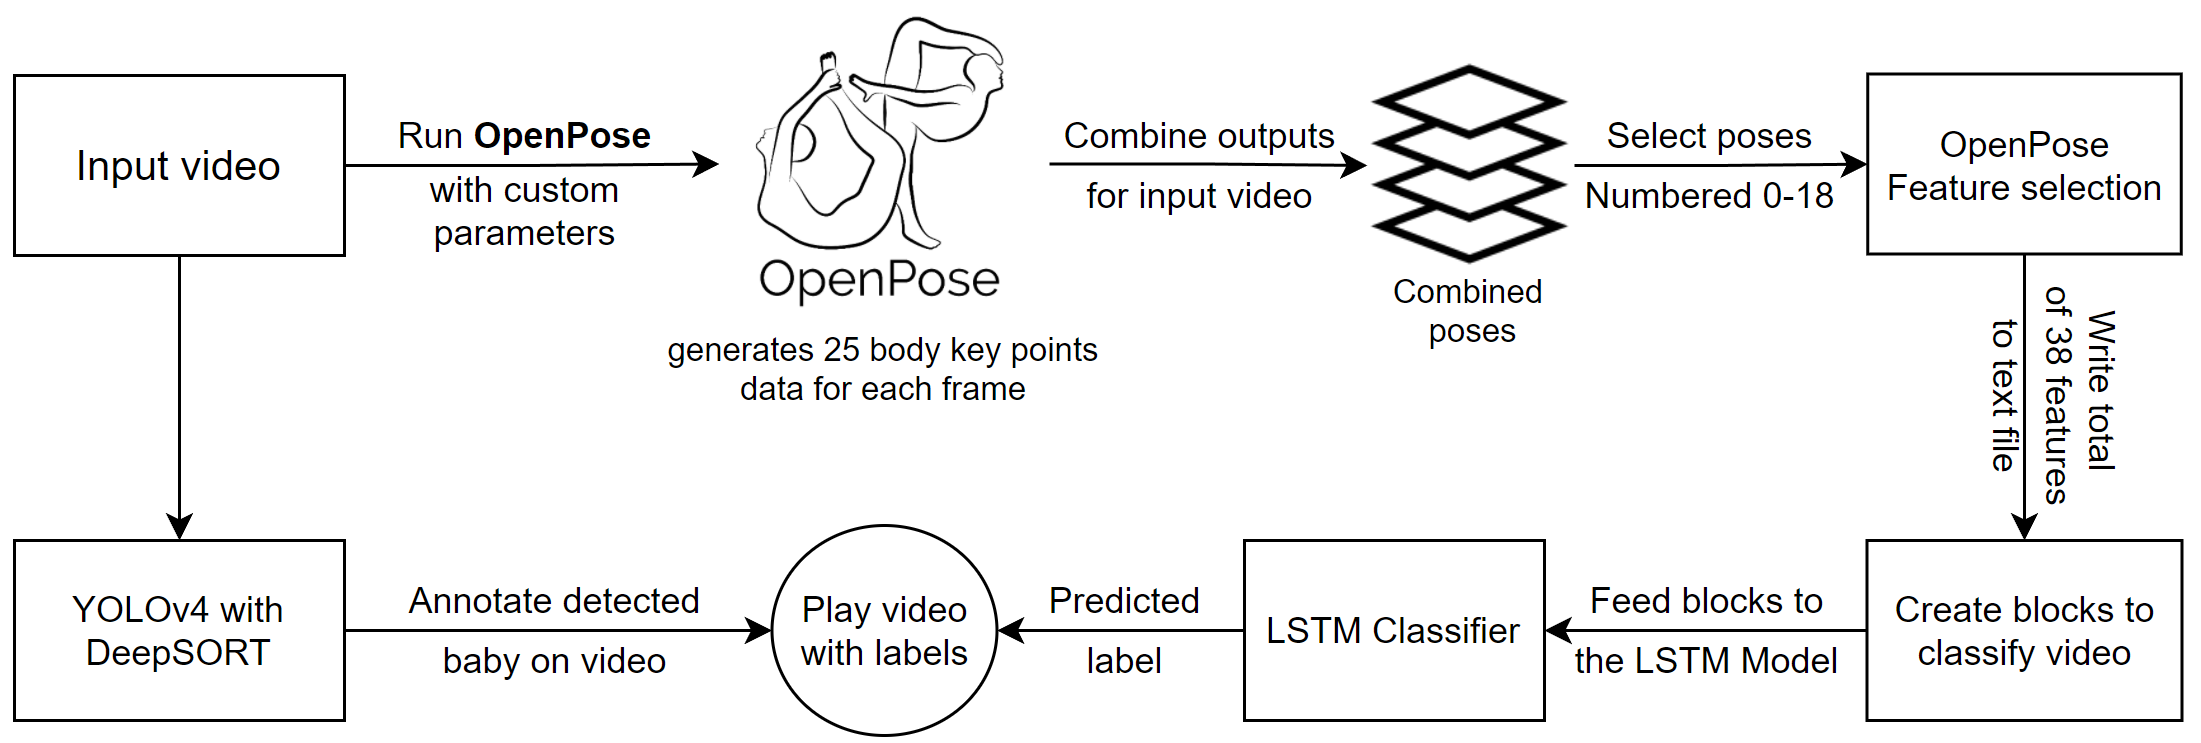 Input video
Run OpenPose
with custom
parameters
OpenPose
generates 25 body key points
data for each frame
Combine outputs
for input video
Combined
poses
Select poses
Numbered 0-18
OpenPose
Feature selection
Write total
of 38 features
to text file
Create blocks to
classify video
Feed blocks to
the LSTM Model
LSTM Classifier
Predicted
label
Play video
with labels
Annotate detected
baby on video
YOLOv4 with
DeepSORT